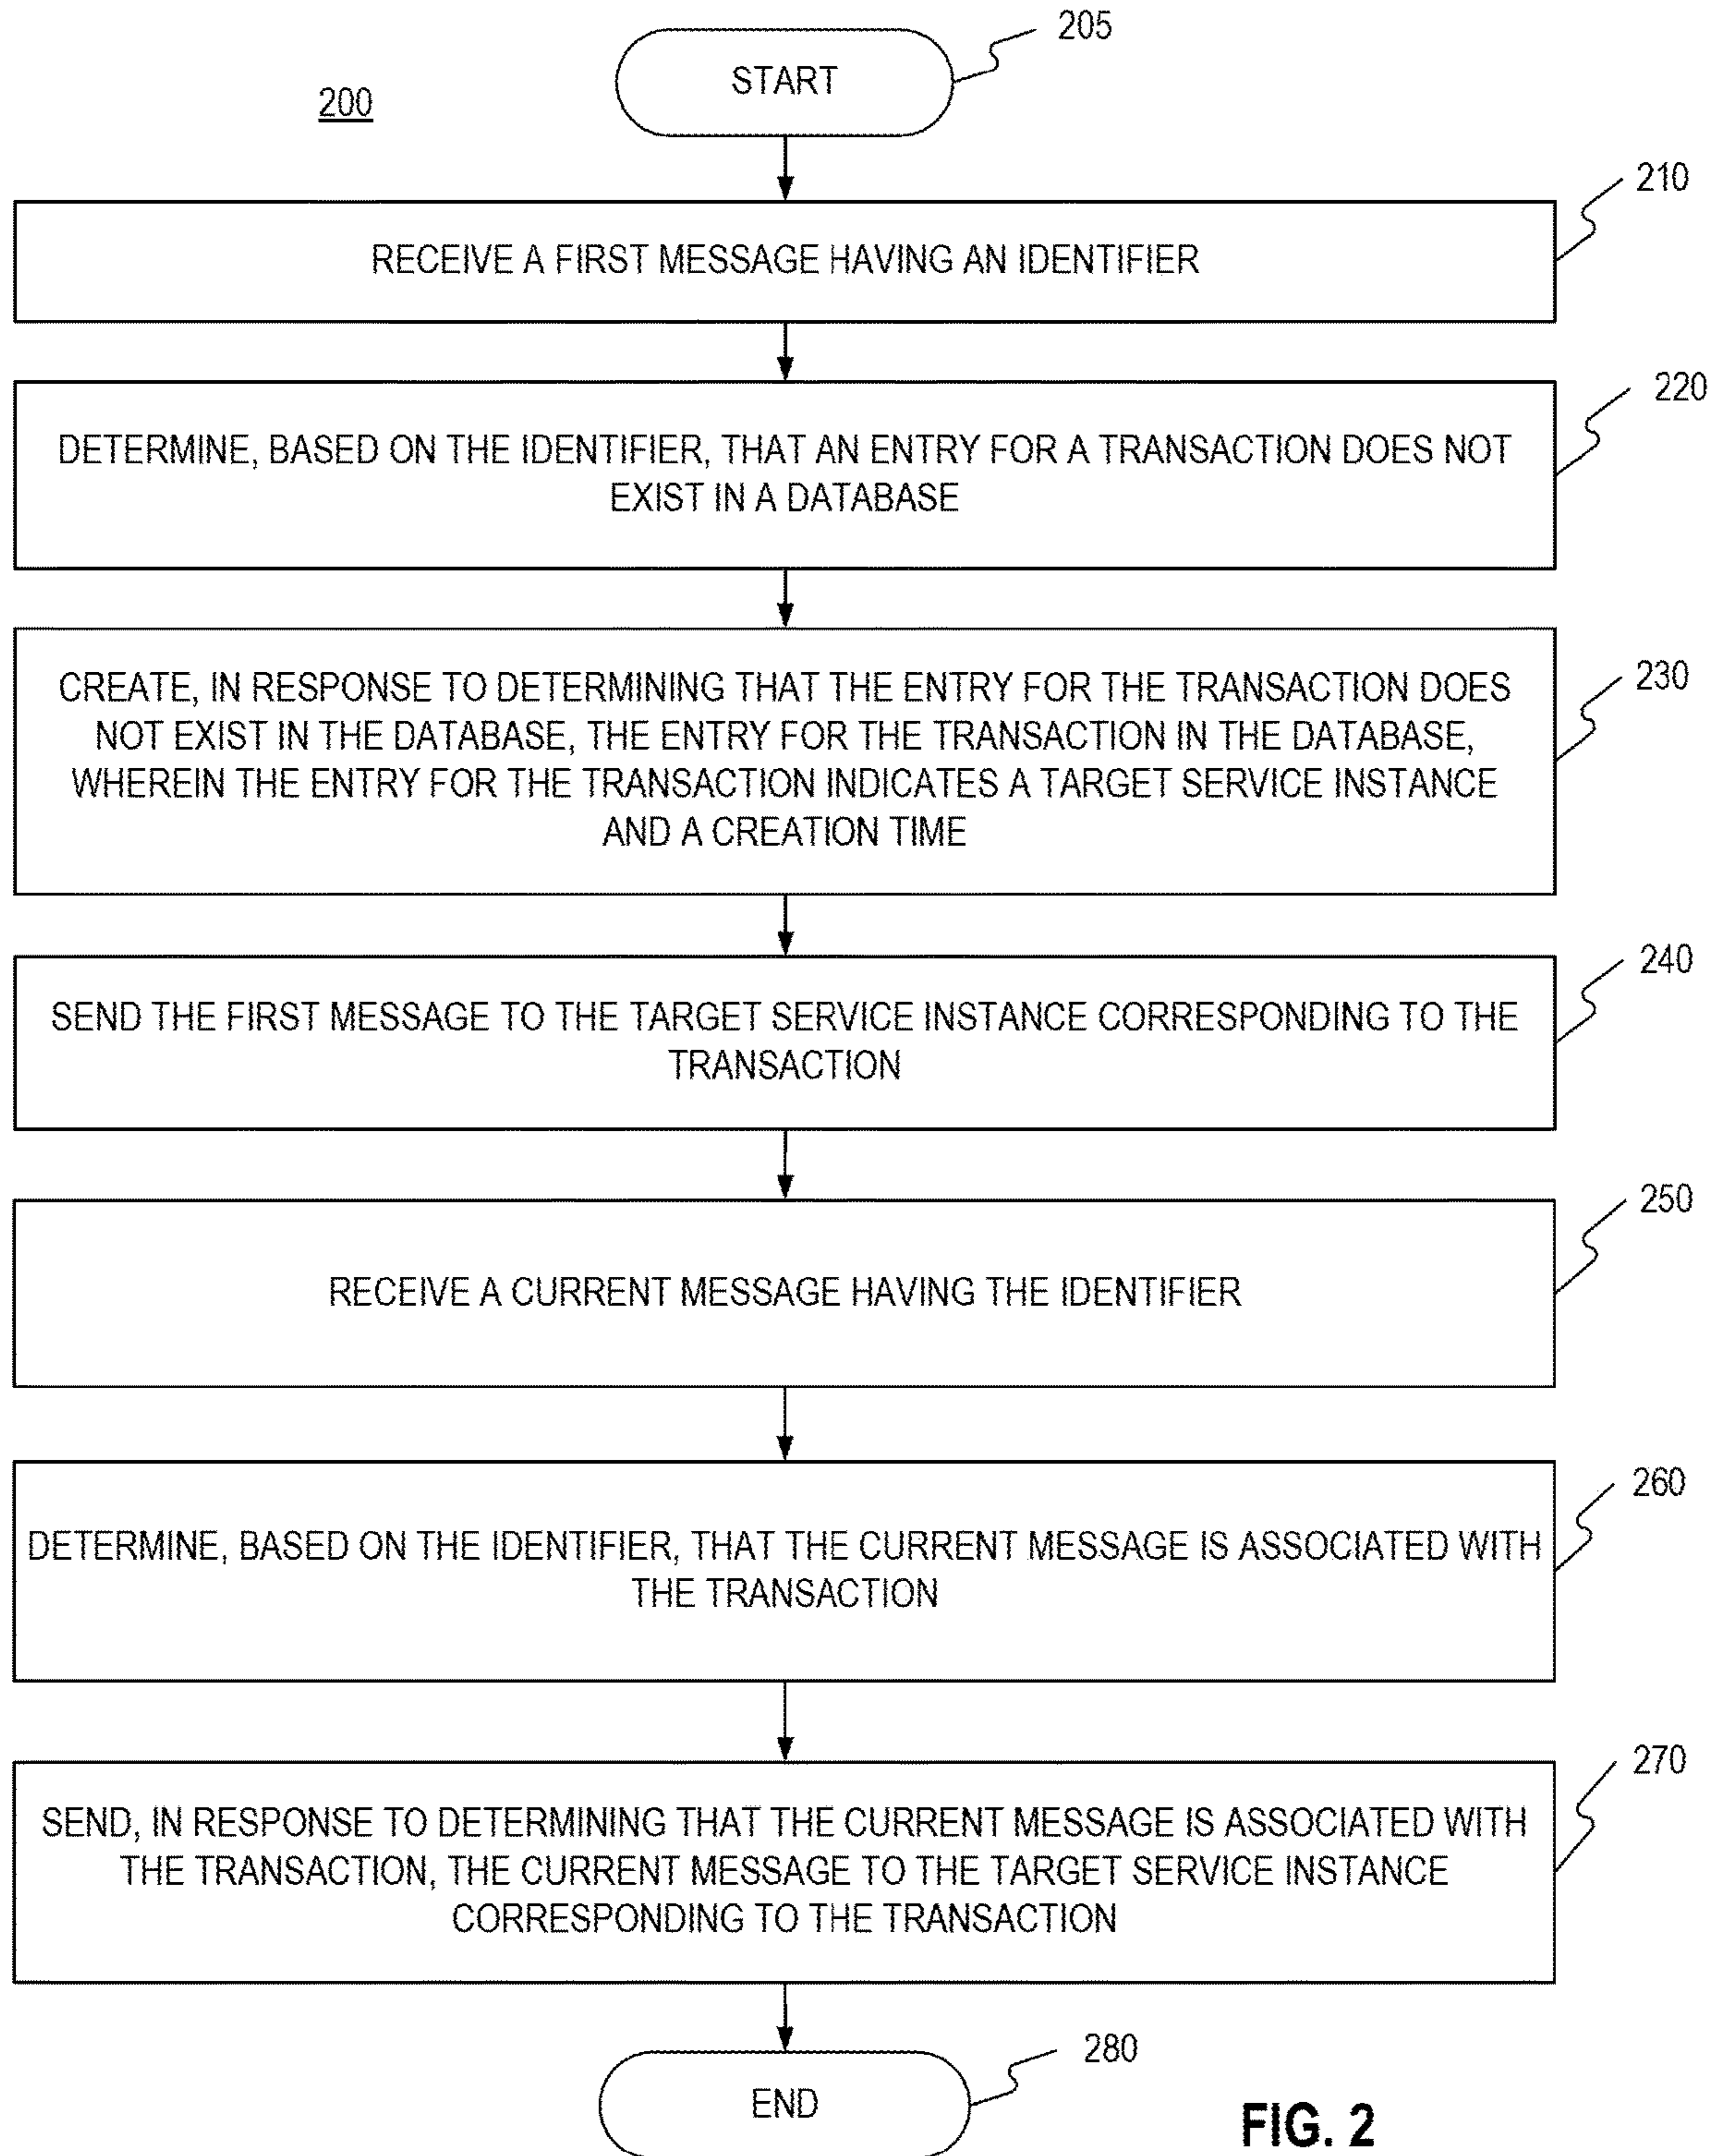 205
START
200
210
RECEIVE A FIRST MESSAGE HAVING AN IDENTIFIER
220
DETERMINE, BASED ON THE IDENTIFIER, THAT AN ENTRY FOR A TRANSACTION DOES NOT
EXIST IN A DATABASE
230
CREATE, IN RESPONSE TO DETERMINING THAT THE ENTRY FOR THE TRANSACTION DOES
NOT EXIST IN THE DATABASE, THE ENTRY FOR THE TRANSACTION IN THE DATABASE,
WHEREIN THE ENTRY FOR THE TRANSACTION INDICATES A TARGET SERVICE INSTANCE
AND A CREATION TIME
240
SEND THE FIRST MESSAGE TO THE TARGET SERVICE INSTANCE CORRESPONDING TO THE
TRANSACTION
250
RECEIVE A CURRENT MESSAGE HAVING THE IDENTIFIER
260
DETERMINE, BASED ON THE IDENTIFIER, THAT THE CURRENT MESSAGE IS ASSOCIATED WITH
THE TRANSACTION
270
SEND, IN RESPONSE TO DETERMINING THAT THE CURRENT MESSAGE IS ASSOCIATED WITH
THE TRANSACTION, THE CURRENT MESSAGE TO THE TARGET SERVICE INSTANCE
CORRESPONDING TO THE TRANSACTION
280
END
FIG. 2